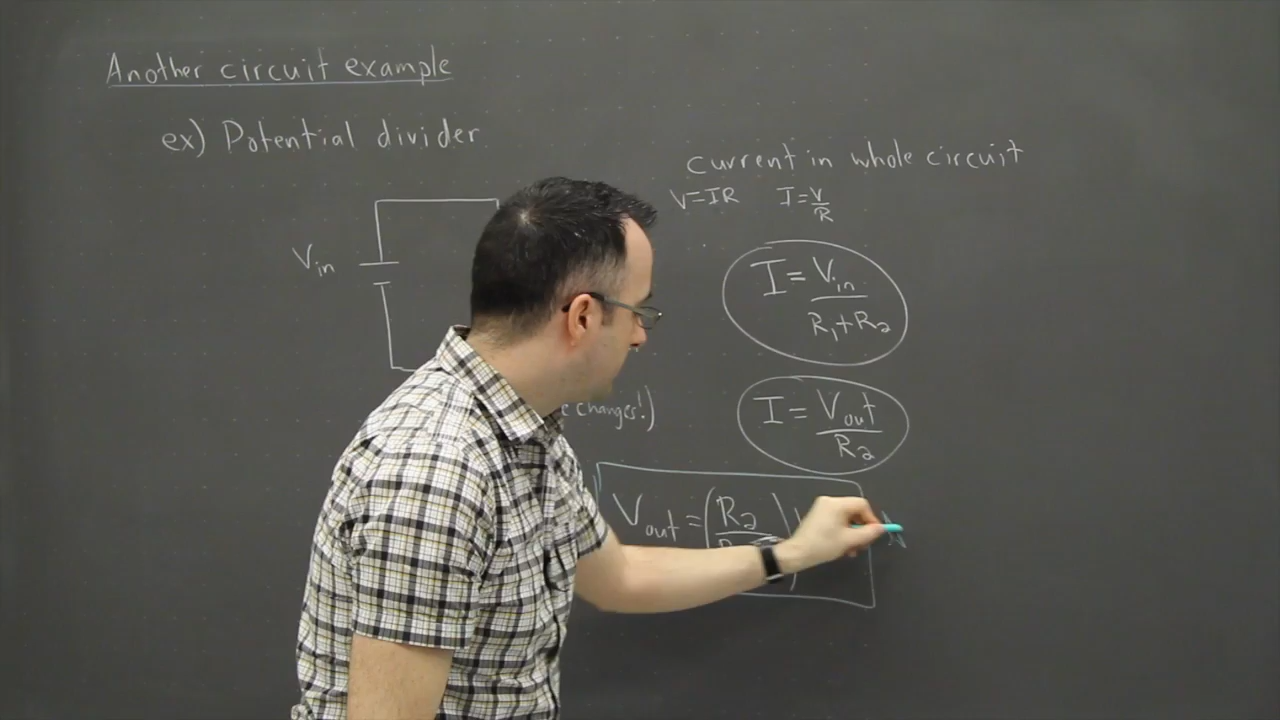 Another circuit example
ex) Potential divider
current in whole circuit
V=IR I=V/R
Vin
I = Vin / R1+R2
changes!)
I = Vout / R2
Vout = (R2